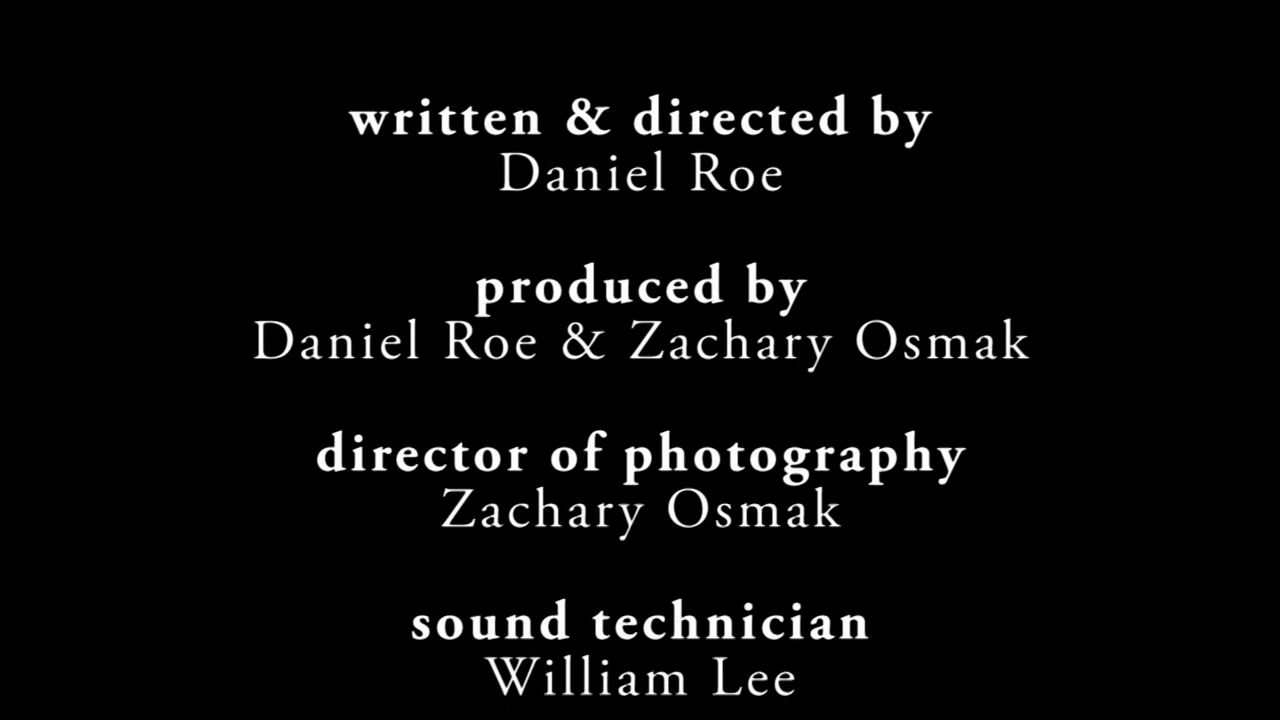 written & directed by
Daniel Roe
produced by
Daniel Roe & Zachary Osmak
director of photography
Zachary Osmak
sound technician
William Lee